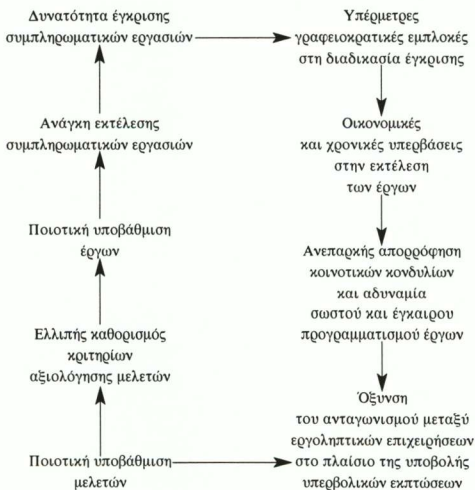 Δυνατότητα έγκρισης
συμπληρωματικών εργασιών
Ανάγκη εκτέλεσης
συμπληρωματικών εργασιών
Ποιοτική υποβάθμιση
έργων
Ελλιπής καθορισμός
κριτηρίων
αξιολόγησης μελετών
Ποιοτική υποβάθμιση
μελετών
Υπέρμετρες
γραφειοκρατικές εμπλοκές
στη διαδικασία έγκρισης
Οικονομικές
και χρονικές υπερβάσεις
στην εκτέλεση
των έργων
Ανεπαρκής απορρόφηση
κοινοτικών κονδυλίων
και αδυναμία
σωστού και έγκαιρου
προγραμματισμού έργων
Όξυνση
του ανταγωνισμού μεταξύ
εργοληπτικών επιχειρήσεων
στο πλαίσιο της υποβολής
υπερβολικών εκπτώσεων